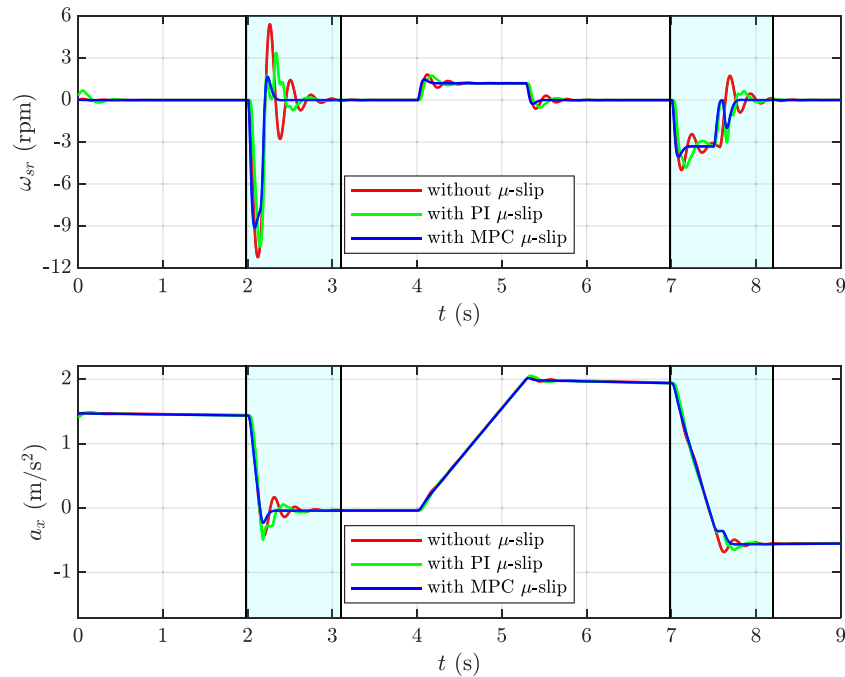 6
3
0
-3
-6
-9
-12
ω_sr (rpm)
without μ-slip
with PI μ-slip
with MPC μ-slip
0 1 2 3 4 5 6 7 8 9
t (s)
2
1
0
-1
a_x (m/s²)
without μ-slip
with PI μ-slip
with MPC μ-slip
0 1 2 3 4 5 6 7 8 9
t (s)